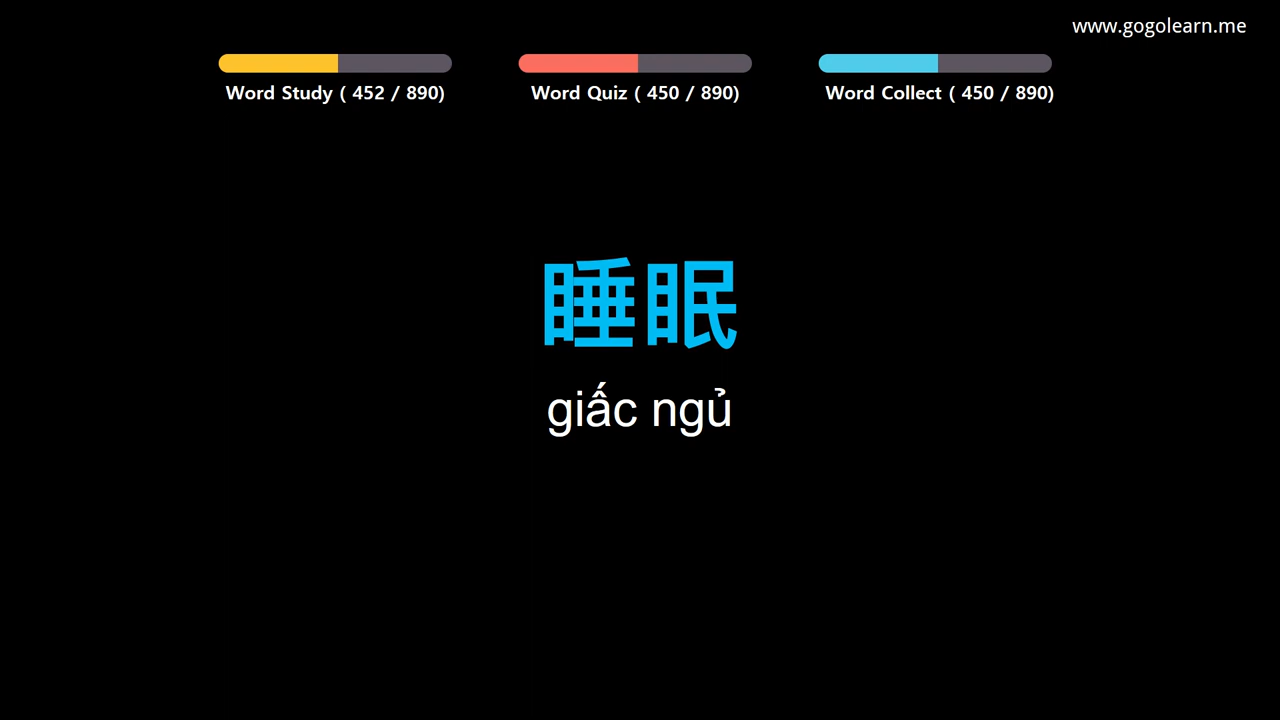 www.gogolearn.me
Word Study ( 452 / 890)
Word Quiz ( 450 / 890)
Word Collect ( 450 / 890)
睡眠
giấc ngủ